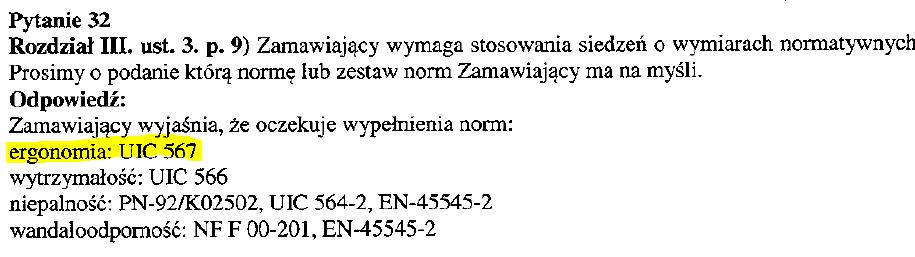 Pytanie 32
Rozdział III. ust. 3. p. 9) Zamawiający wymaga stosowania siedzeń o wymiarach normatywnych
Prosimy o podanie którą normę lub zestaw norm Zamawiający ma na myśli.
Odpowiedź:
Zamawiający wyjaśnia, że oczekuje wypełnienia norm:
ergonomia: UIC 567
wytrzymałość: UIC 566
niepalność: PN-92/K02502, UIC 564-2, EN-45545-2
wandaloodporność: NF F 00-201, EN-45545-2